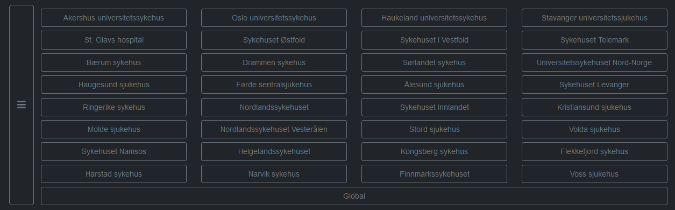 Akershus universitetssykehus
Oslo universitetssykehus
Haukeland universitetssykehus
Stavanger universitetssjukehus
St. Olavs hospital
Sykehuset Østfold
Sykehuset i Vestfold
Sykehuset Telemark
Bærum sykehus
Drammen sykehus
Sørlandet sykehus
Universitetssykehuset Nord-Norge
Haugesund sjukehus
Førde sentralsjukehus
Ålesund sjukehus
Sykehuset Levanger
Ringerike sykehus
Nordlandssykehuset
Sykehuset Innlandet
Kristiansund sjukehus
Molde sjukehus
Nordlandssykehuset Vesterålen
Stord sjukehus
Volda sjukehus
Sykehuset Namsos
Helgelandssykehuset
Kongsberg sykehus
Flekkefjord sykehus
Harstad sykehus
Narvik sykehus
Finnmarkssykehuset
Voss sjukehus
Global